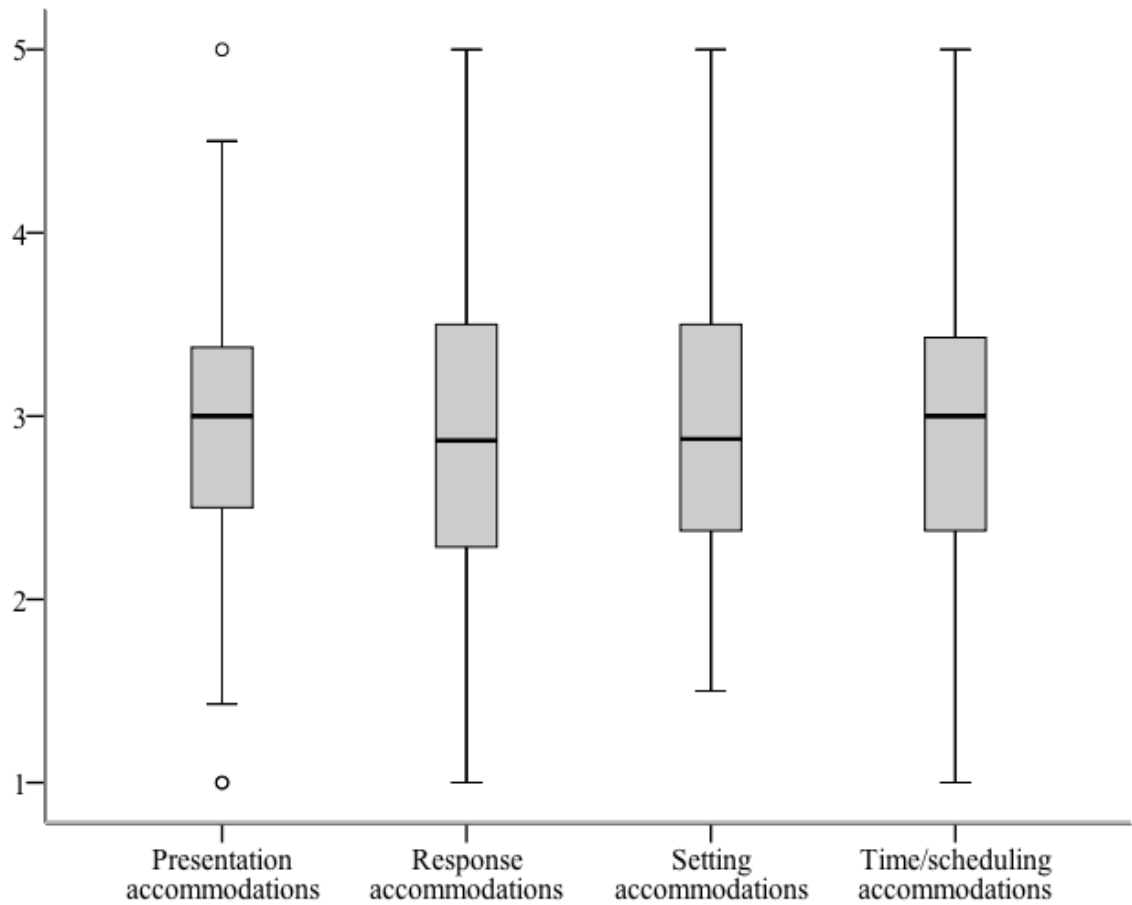 5
4
3
2
1
Presentation accommodations
Response accommodations
Setting accommodations
Time/scheduling accommodations